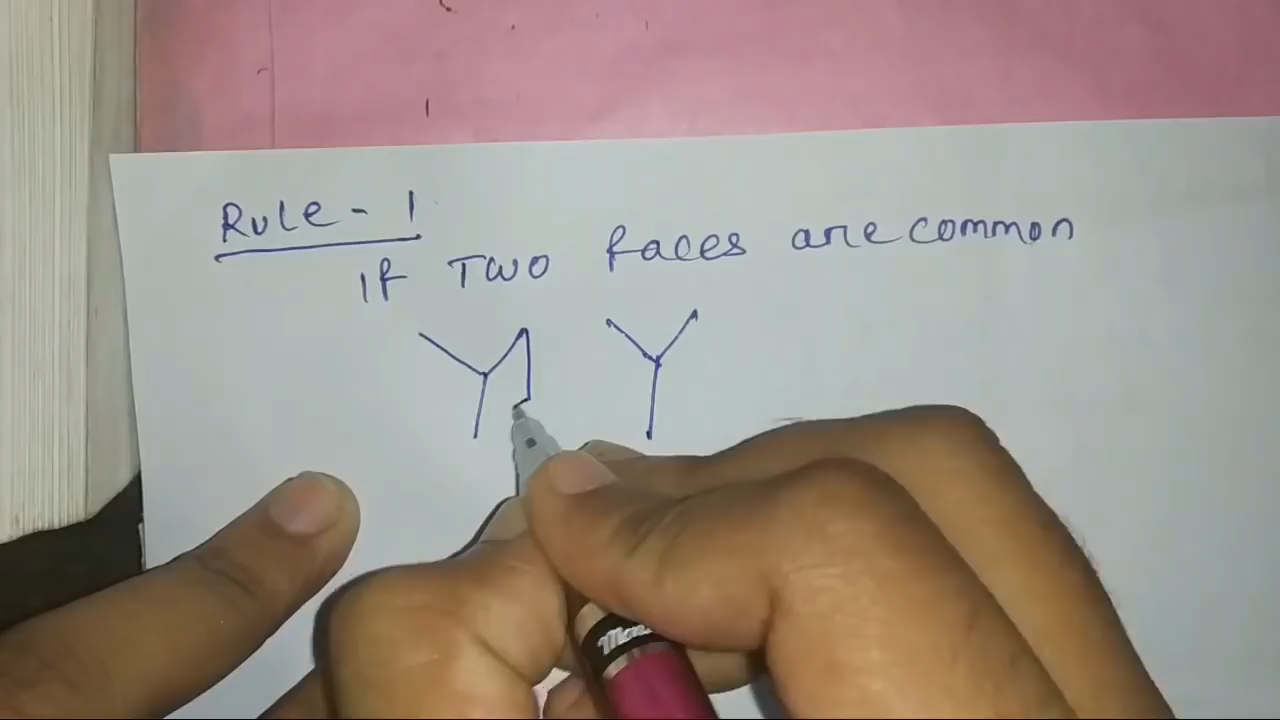 Rule - 1
If Two faces are common